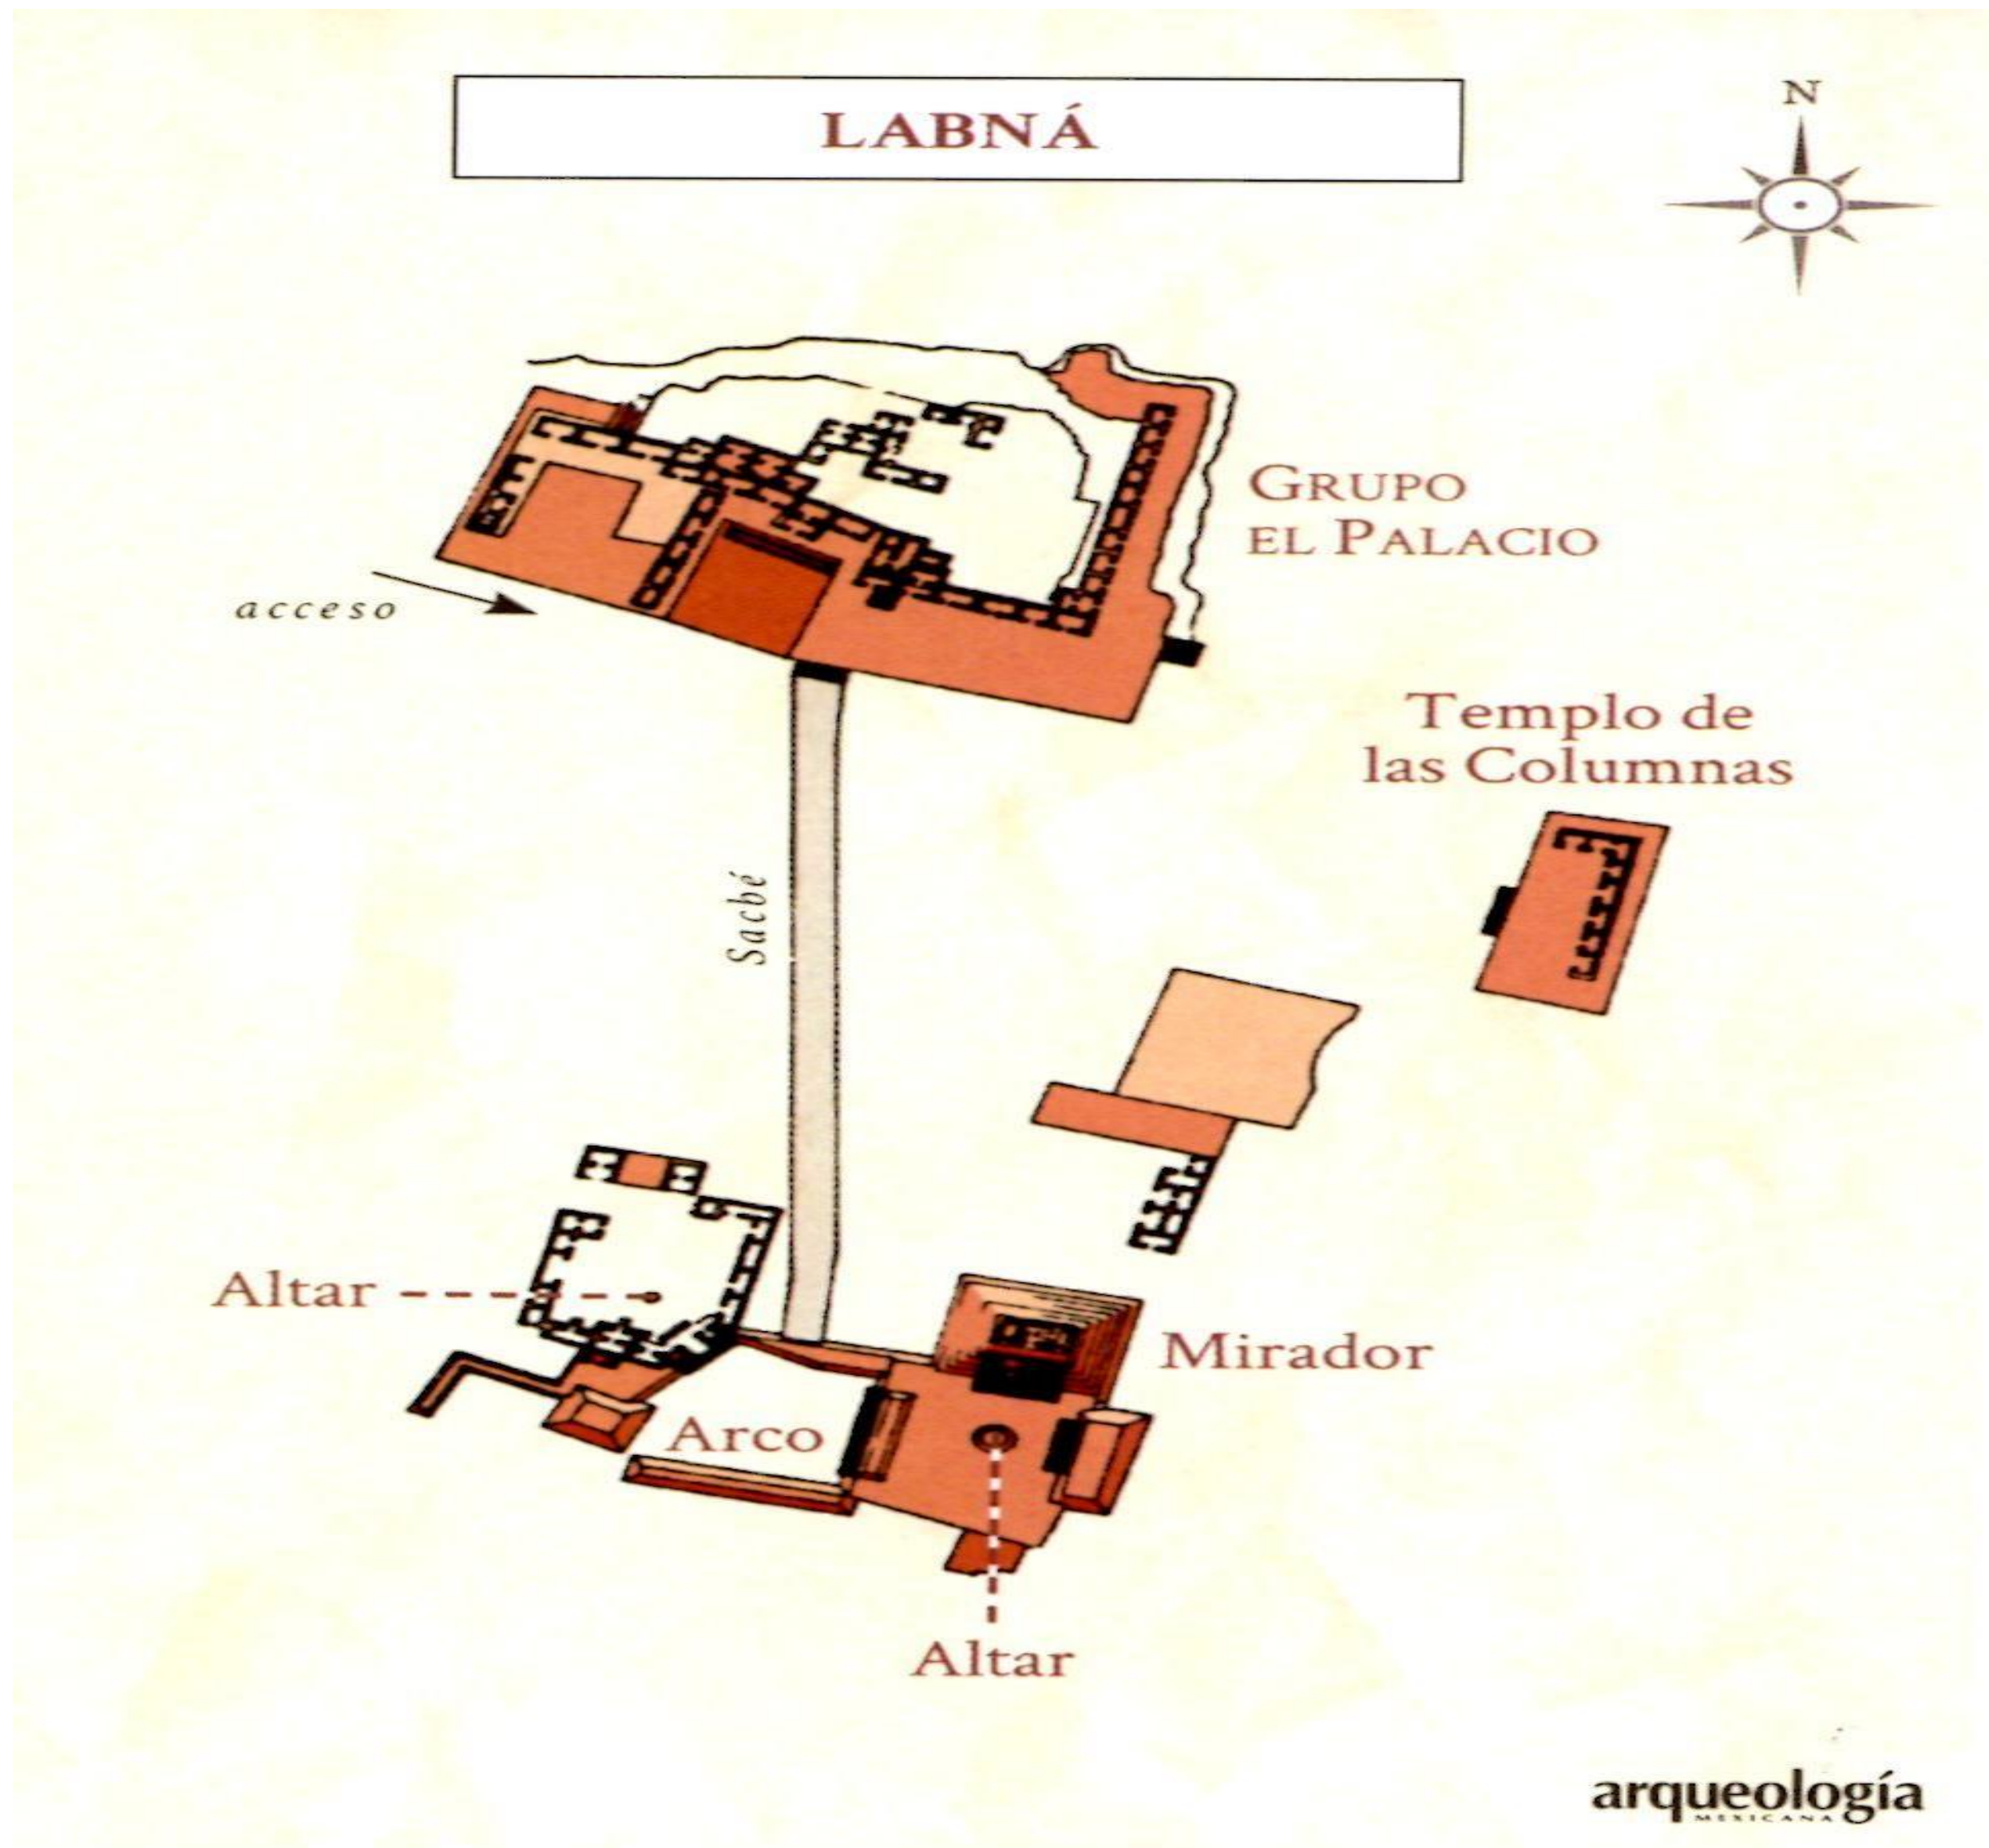 LABNÁ
N
GRUPO
EL PALACIO
acceso
Templo de
las Columnas
Sacbé
Altar
Mirador
Arco
Altar
arqueología
MEXICANA